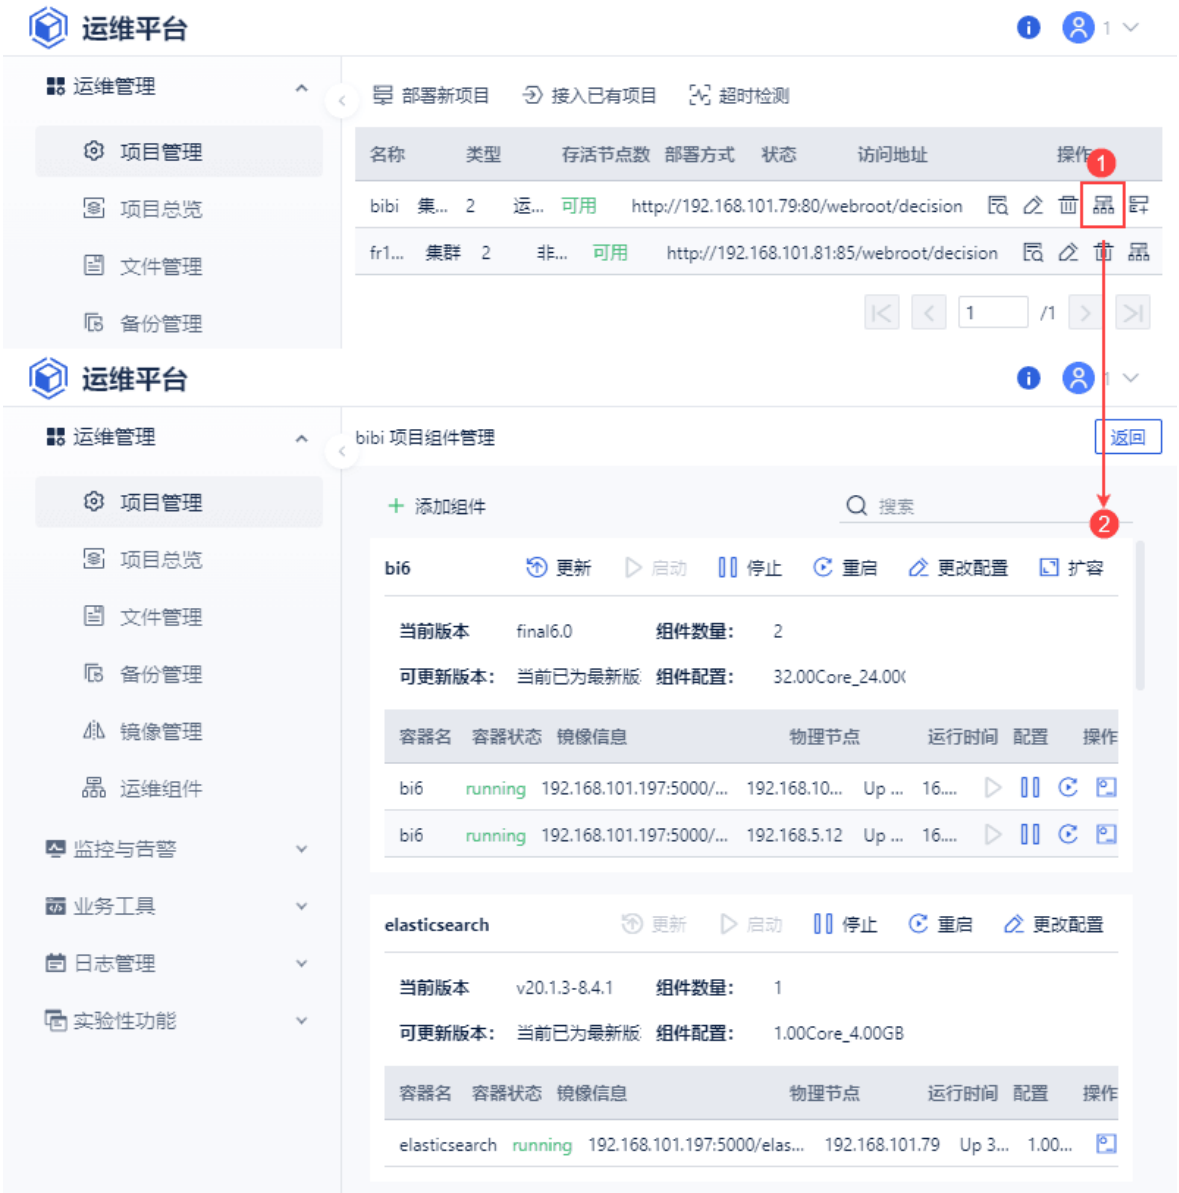 运维平台
1
运维管理
项目管理
项目总览
文件管理
备份管理
部署新项目 接入已有项目 超时检测
名称 类型 存活节点数 部署方式 状态 访问地址 操作
1
bibi 集... 2 运... 可用 http://192.168.101.79:80/webroot/decision
fr1... 集群 2 非... 可用 http://192.168.101.81:85/webroot/decision
1 /1
运维平台
1
运维管理
项目管理
项目总览
文件管理
备份管理
镜像管理
运维组件
监控与告警
业务工具
日志管理
实验性功能
bibi 项目组件管理 返回
添加组件 搜索
2
bi6 更新 启动 停止 重启 更改配置 扩容
当前版本 final6.0 组件数量： 2
可更新版本： 当前已为最新版 组件配置： 32.00Core_24.00
容器名 容器状态 镜像信息 物理节点 运行时间 配置 操作
bi6 running 192.168.101.197:5000/... 192.168.10... Up ... 16....
bi6 running 192.168.101.197:5000/... 192.168.5.12 Up ... 16....
elasticsearch 更新 启动 停止 重启 更改配置
当前版本 v20.1.3-8.4.1 组件数量： 1
可更新版本： 当前已为最新版 组件配置： 1.00Core_4.00GB
容器名 容器状态 镜像信息 物理节点 运行时间 配置 操作
elasticsearch running 192.168.101.197:5000/elas... 192.168.101.79 Up 3... 1.00...